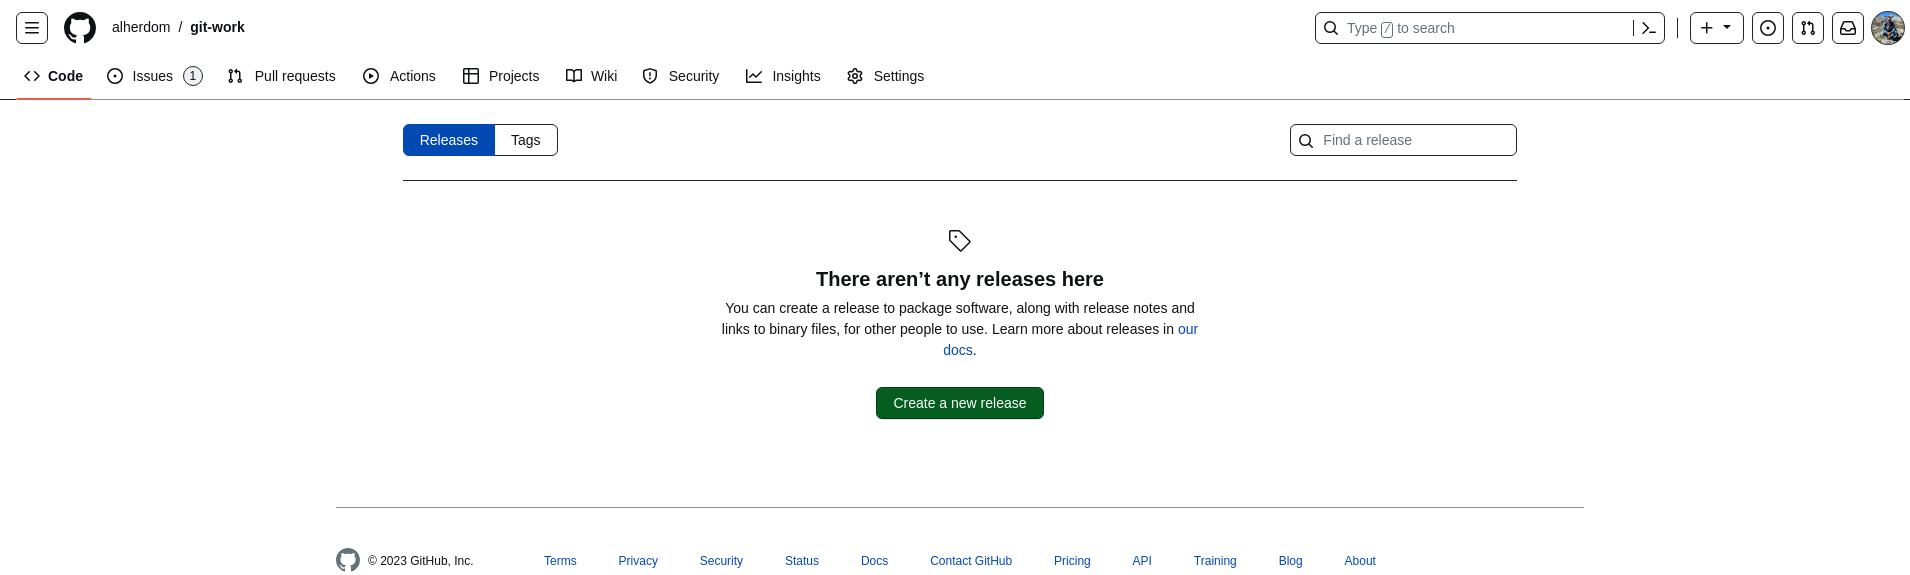 alherdom / git-work
Type / to search
Code Issues 1 Pull requests Actions Projects Wiki Security Insights Settings
Releases Tags Find a release
There aren’t any releases here
You can create a release to package software, along with release notes and
links to binary files, for other people to use. Learn more about releases in our
docs.
Create a new release
© 2023 GitHub, Inc. Terms Privacy Security Status Docs Contact GitHub Pricing API Training Blog About